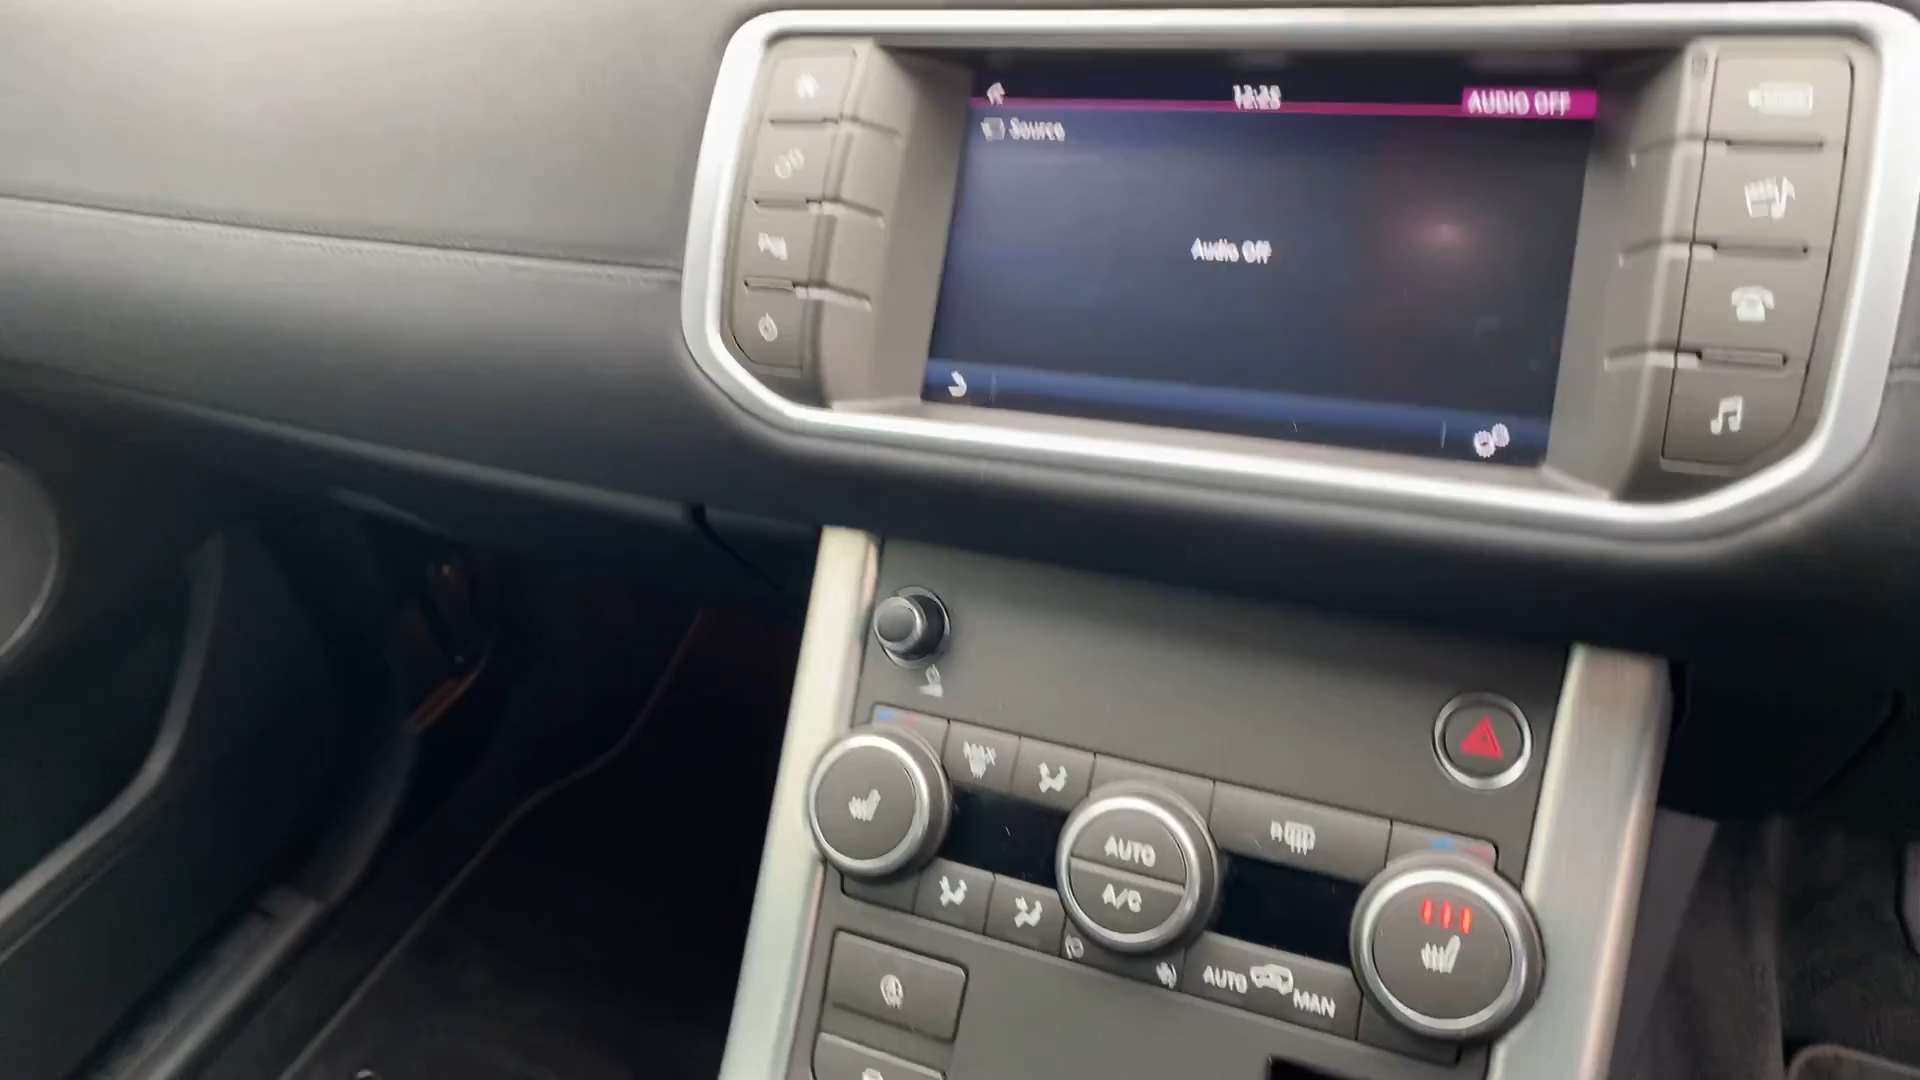 AUDIO OFF
Source
Audio Off
MAX
AUTO
A/C
R
AUTO MAN